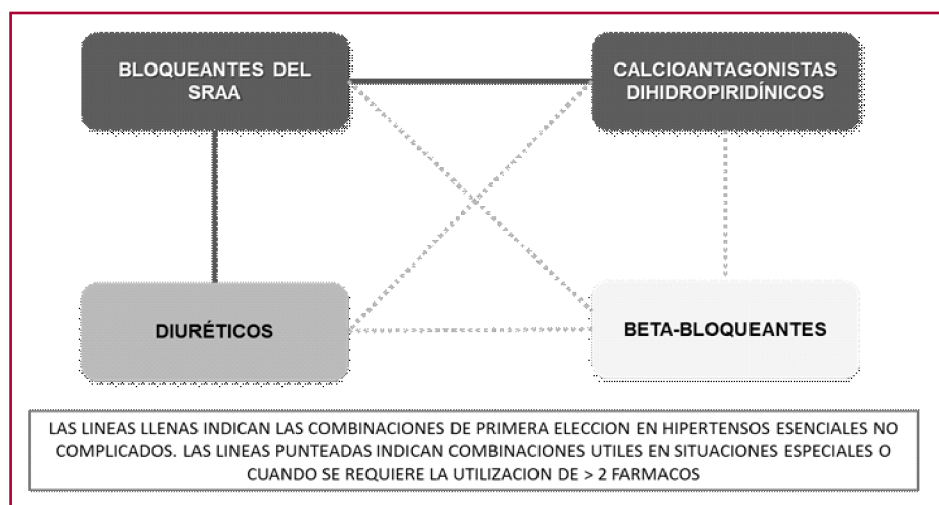 BLOQUEANTES DEL
SRAA
CALCIOANTAGONISTAS
DIHIDROPIRIDÍNICOS
DIURÉTICOS
BETA-BLOQUEANTES
LAS LINEAS LLENAS INDICAN LAS COMBINACIONES DE PRIMERA ELECCION EN HIPERTENSOS ESENCIALES NO
COMPLICADOS. LAS LINEAS PUNTEADAS INDICAN COMBINACIONES UTILES EN SITUACIONES ESPECIALES O
CUANDO SE REQUIERE LA UTILIZACION DE > 2 FARMACOS